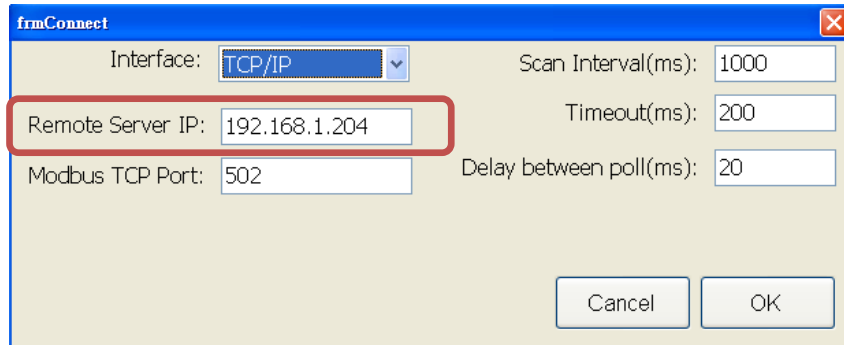 frmConnect
Interface: TCP/IP
Scan Interval(ms): 1000
Remote Server IP: 192.168.1.204
Timeout(ms): 200
Modbus TCP Port: 502
Delay between poll(ms): 20
Cancel OK